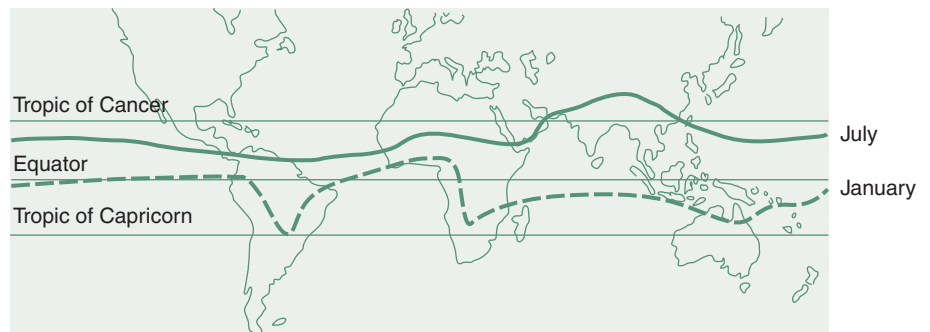 Tropic of Cancer
July
Equator
January
Tropic of Capricorn